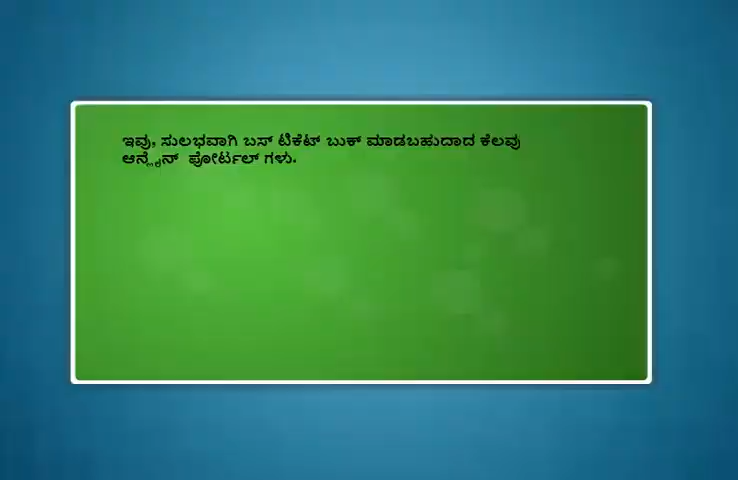 ಇವು, ಸುಲಭವಾಗಿ ಬಸ್ ಟಿಕೆಟ್ ಬುಕ್ ಮಾಡಬಹುದಾದ ಕೆಲವು
ಆನ್ಲೈನ್ ಪೋರ್ಟಲ್ ಗಳು.